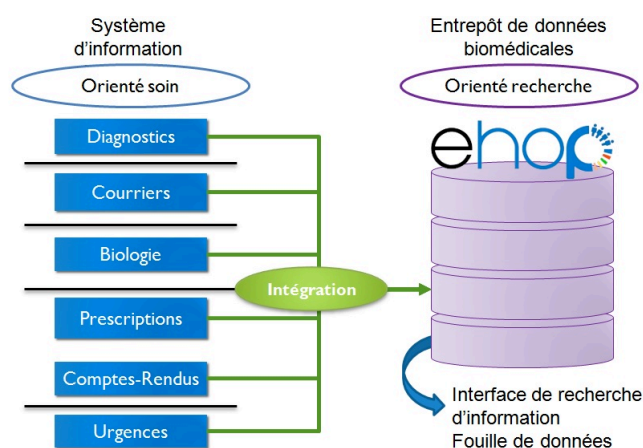 Système
d'information
Orienté soin
Diagnostics
Courriers
Biologie
Prescriptions
Comptes-Rendus
Urgences
Intégration
Entrepôt de données
biomédicales
Orienté recherche
ehop
Interface de recherche
d'information
Fouille de données